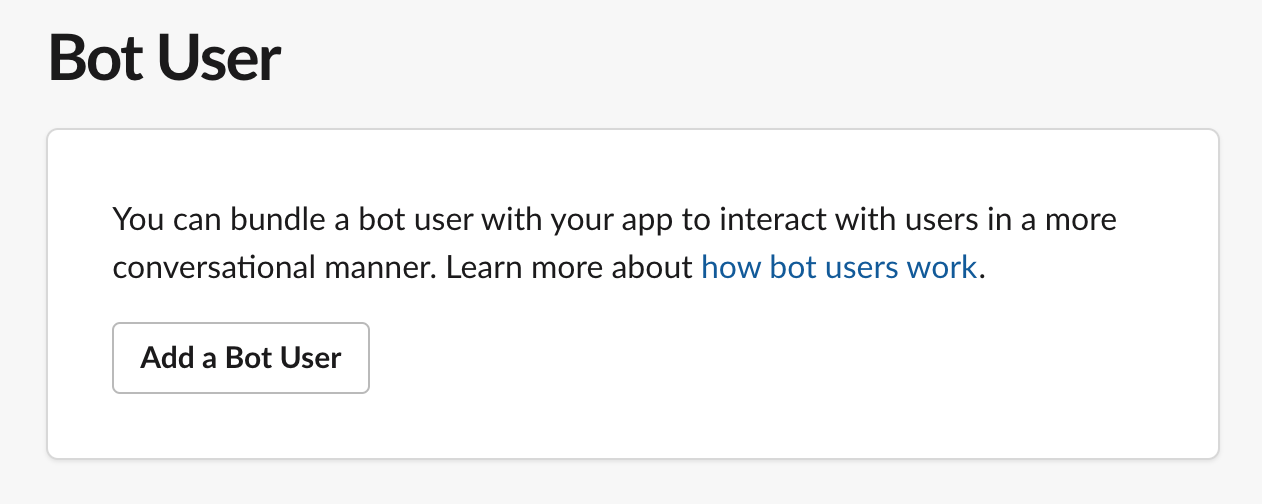 Bot User
You can bundle a bot user with your app to interact with users in a more
conversational manner. Learn more about how bot users work.
Add a Bot User